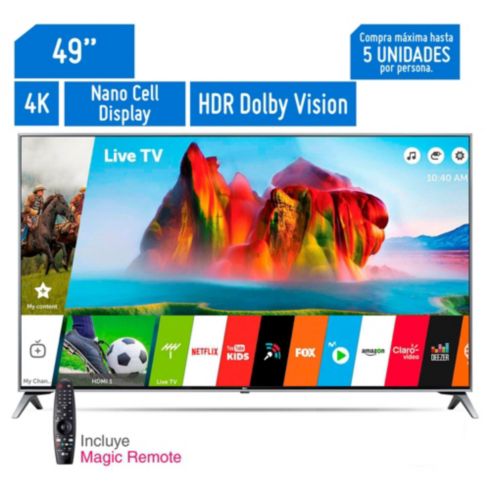 49”
Compra máxima hasta
5 UNIDADES
por persona.
4K
Nano Cell
Display
HDR Dolby Vision
Live TV
10:40 AM
My content
My Chan..
HDMI 1
Live TV
NETFLIX
YouTube
KIDS
FOX
amazon
Claro-
video
DEEZER
LG
Incluye
Magic Remote